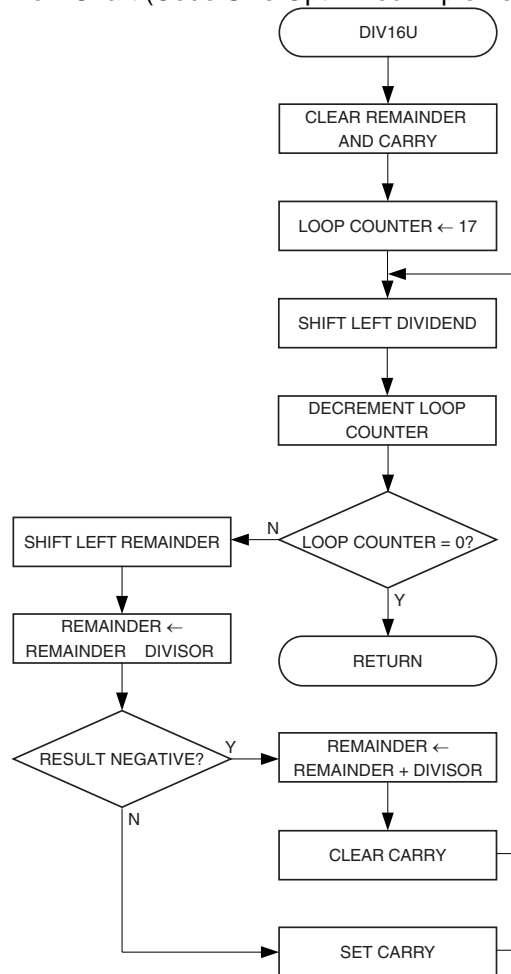 DIV16U
CLEAR REMAINDER
AND CARRY
LOOP COUNTER ← 17
SHIFT LEFT DIVIDEND
DECREMENT LOOP
COUNTER
LOOP COUNTER = 0?
N
Y
SHIFT LEFT REMAINDER
RETURN
REMAINDER ←
REMAINDER DIVISOR
RESULT NEGATIVE?
Y
N
REMAINDER ←
REMAINDER + DIVISOR
CLEAR CARRY
SET CARRY